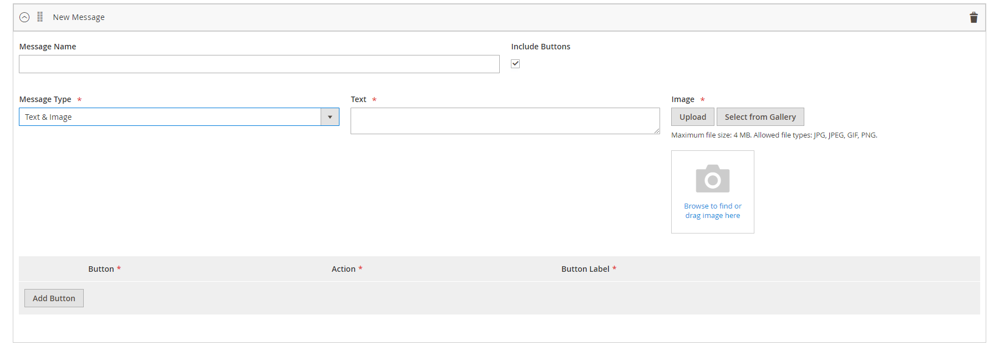 New Message
Message Name
Include Buttons
Message Type *
Text *
Image *
Text & Image
Upload
Select from Gallery
Maximum file size: 4 MB. Allowed file types: JPG, JPEG, GIF, PNG.
Browse to find or
drag image here
Button *
Action *
Button Label *
Add Button